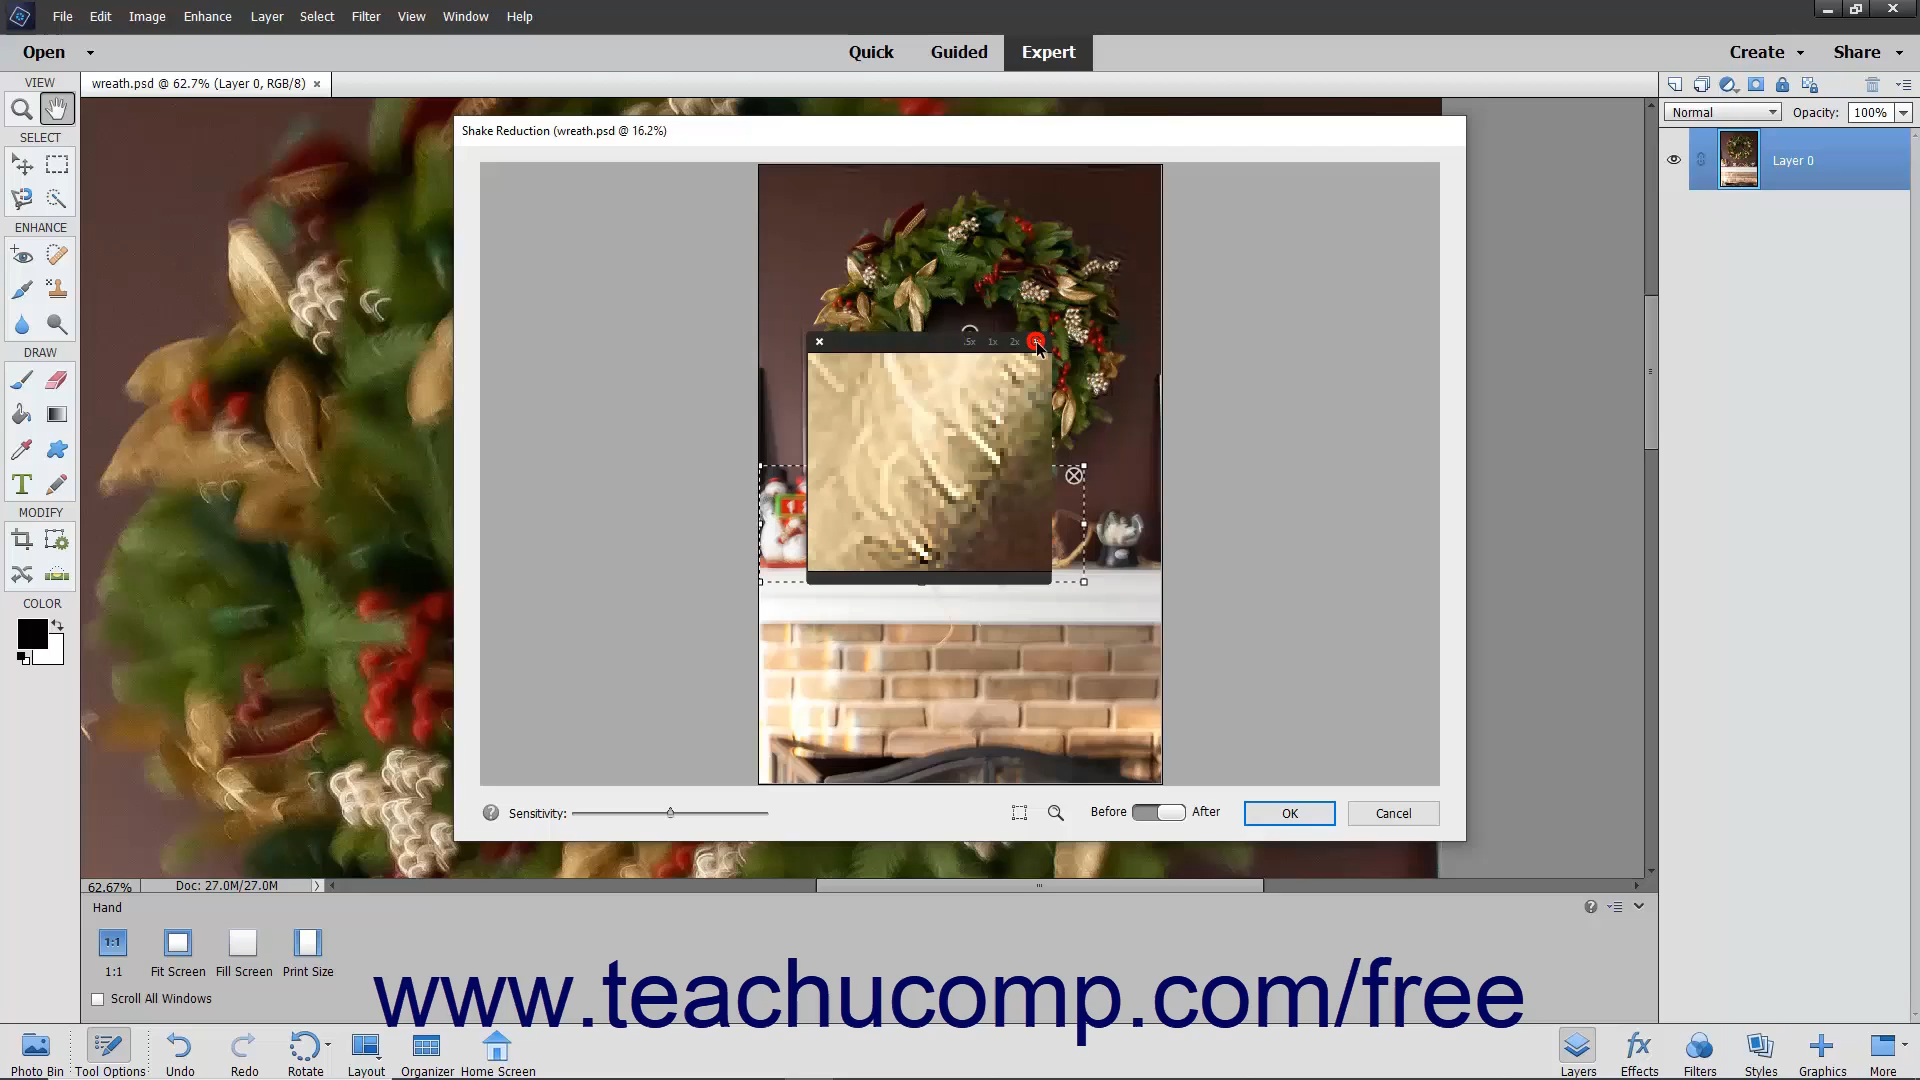 File Edit Image Enhance Layer Select Filter View Window Help
Open Quick Guided Expert Create Share
VIEW
wreath.psd @ 62.7% (Layer 0, RGB/8)
Normal Opacity: 100%
SELECT
Shake Reduction (wreath.psd @ 16.2%)
Layer 0
ENHANCE
.5x 1x 2x
DRAW
MODIFY
COLOR
Sensitivity: Before After OK Cancel
62.67% Doc: 27.0M/27.0M
Hand
1:1
1:1 Fit Screen Fill Screen Print Size
Scroll All Windows
www.teachucomp.com/free
Photo Bin Tool Options Undo Redo Rotate Layout Organizer Home Screen Layers Effects Filters Styles Graphics More